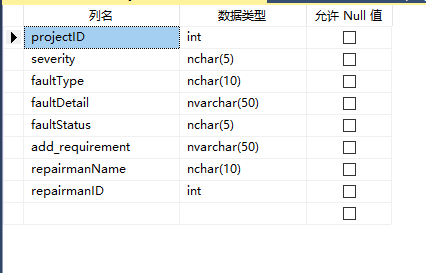 列名 数据类型 允许 Null 值
projectID int
severity nchar(5)
faultType nchar(10)
faultDetail nvarchar(50)
faultStatus nchar(5)
add_requirement nvarchar(50)
repairmanName nchar(10)
repairmanID int